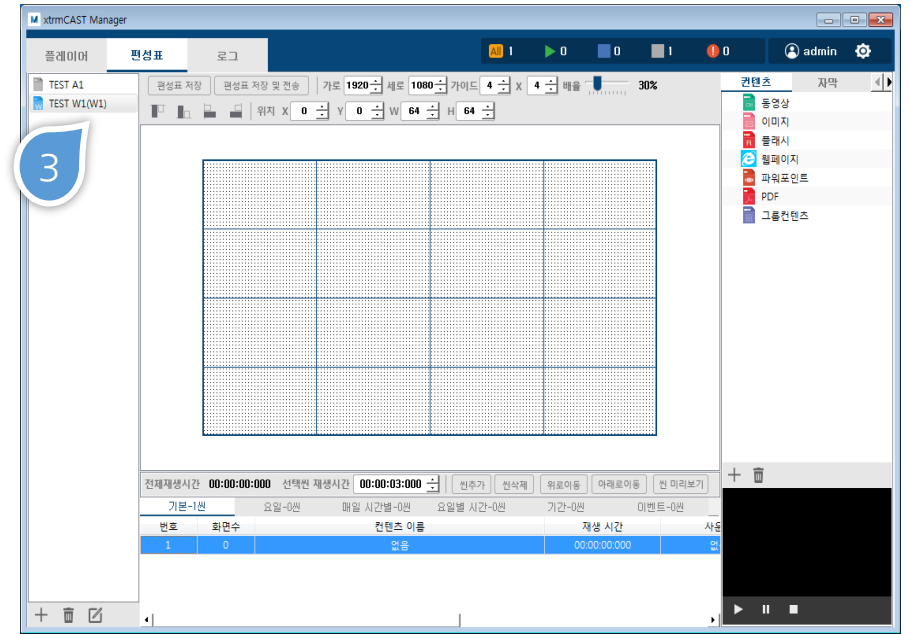 M xtrmCAST Manager
플레이어 편성표 로그 All 1 0 0 1 0 admin
TEST A1
TEST W1(W1)
3
편성표 저장 편성표 저장 및 전송 가로 1920 세로 1080 가이드 4 X 4 배율 30%
위치 X 0 Y 0 W 64 H 64
컨텐츠 자막
동영상
이미지
플래시
웹페이지
파워포인트
PDF
그룹컨텐츠
전체재생시간 00:00:00:000 선택씬 재생시간 00:00:03:000 씬추가 씬삭제 위로이동 아래로이동 씬 미리보기
기본-1씬 요일-0씬 매일 시간별-0씬 요일별 시간-0씬 기간-0씬 이벤트-0씬
번호 화면수 컨텐츠 이름 재생 시간
1 0 없음 00:00:00:000